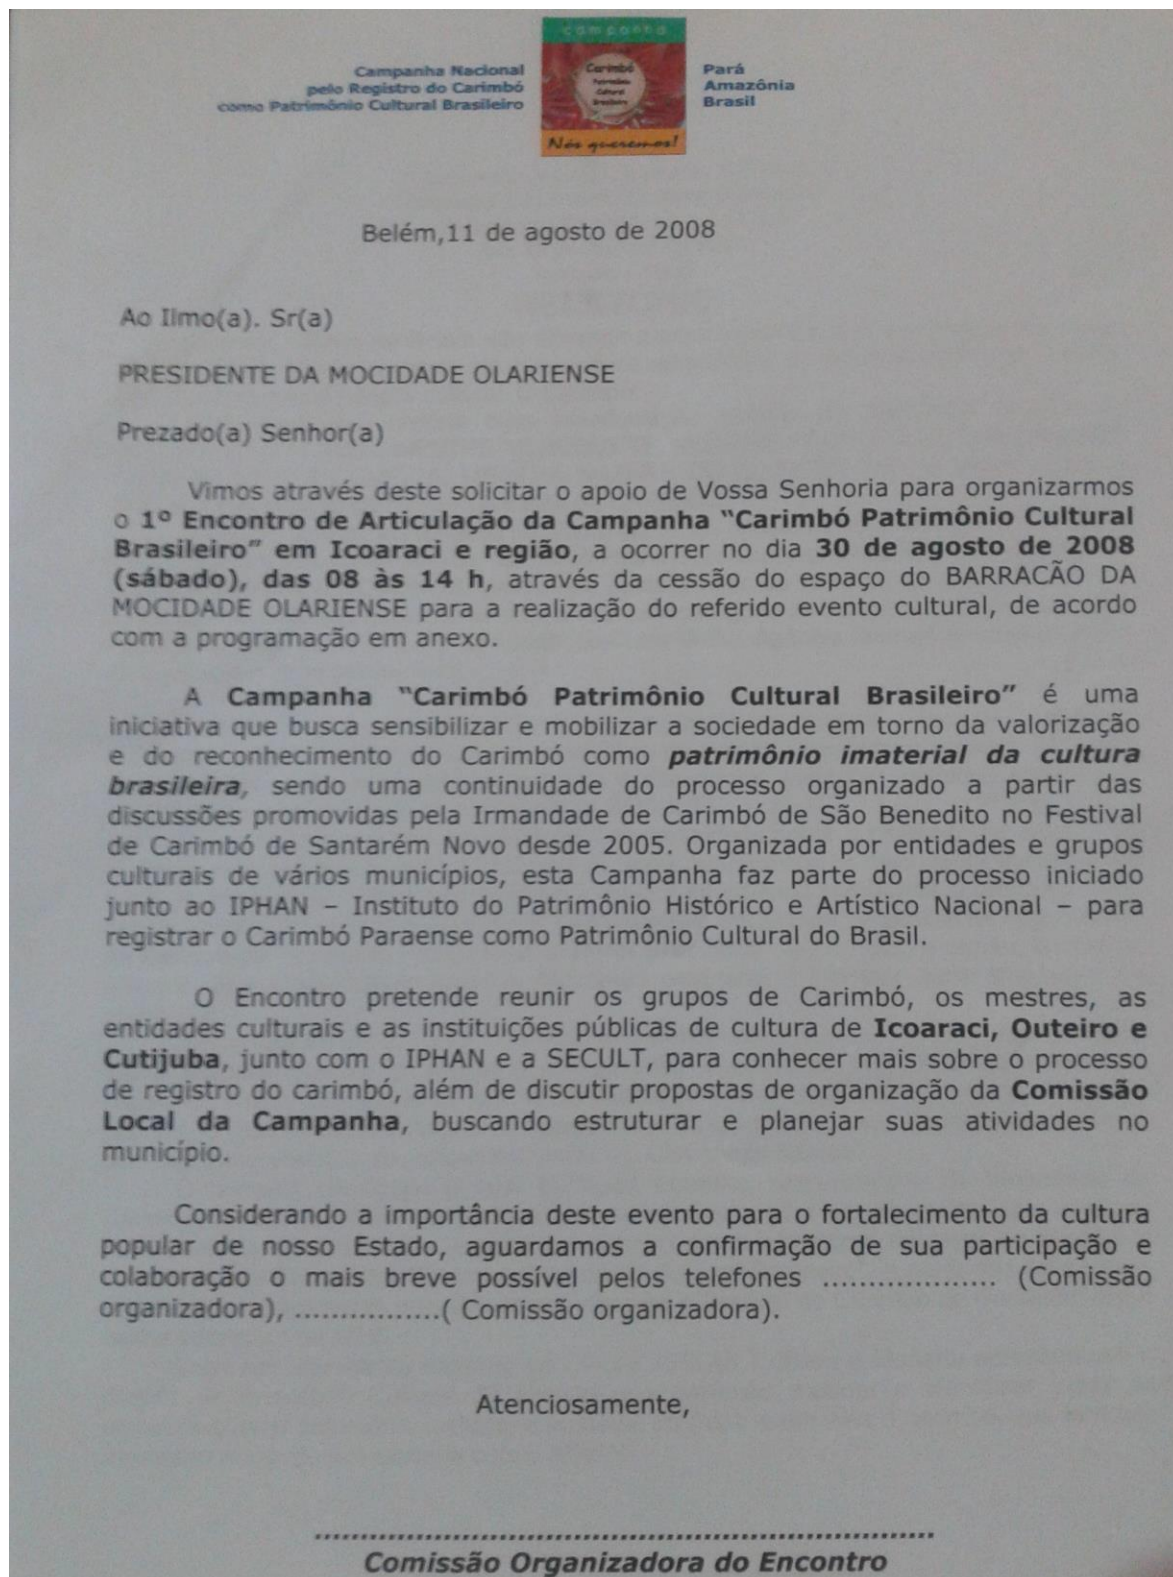 campanha
Campanha Nacional
pelo Registro do Carimbó
como Patrimônio Cultural Brasileiro
Carimbó
Patrimônio
Cultural
Brasileiro
Nós queremos!
Pará
Amazônia
Brasil
Belém,11 de agosto de 2008
Ao Ilmo(a). Sr(a)
PRESIDENTE DA MOCIDADE OLARIENSE
Prezado(a) Senhor(a)
Vimos através deste solicitar o apoio de Vossa Senhoria para organizarmos
o 1º Encontro de Articulação da Campanha “Carimbó Patrimônio Cultural
Brasileiro” em Icoaraci e região, a ocorrer no dia 30 de agosto de 2008
(sábado), das 08 às 14 h, através da cessão do espaço do BARRACÃO DA
MOCIDADE OLARIENSE para a realização do referido evento cultural, de acordo
com a programação em anexo.
A Campanha “Carimbó Patrimônio Cultural Brasileiro” é uma
iniciativa que busca sensibilizar e mobilizar a sociedade em torno da valorização
e do reconhecimento do Carimbó como patrimônio imaterial da cultura
brasileira, sendo uma continuidade do processo organizado a partir das
discussões promovidas pela Irmandade de Carimbó de São Benedito no Festival
de Carimbó de Santarém Novo desde 2005. Organizada por entidades e grupos
culturais de vários municípios, esta Campanha faz parte do processo iniciado
junto ao IPHAN – Instituto do Patrimônio Histórico e Artístico Nacional – para
registrar o Carimbó Paraense como Patrimônio Cultural do Brasil.
O Encontro pretende reunir os grupos de Carimbó, os mestres, as
entidades culturais e as instituições públicas de cultura de Icoaraci, Outeiro e
Cutijuba, junto com o IPHAN e a SECULT, para conhecer mais sobre o processo
de registro do carimbó, além de discutir propostas de organização da Comissão
Local da Campanha, buscando estruturar e planejar suas atividades no
município.
Considerando a importância deste evento para o fortalecimento da cultura
popular de nosso Estado, aguardamos a confirmação de sua participação e
colaboração o mais breve possível pelos telefones ................... (Comissão
organizadora), ................( Comissão organizadora).
Atenciosamente,
....................................................................
Comissão Organizadora do Encontro